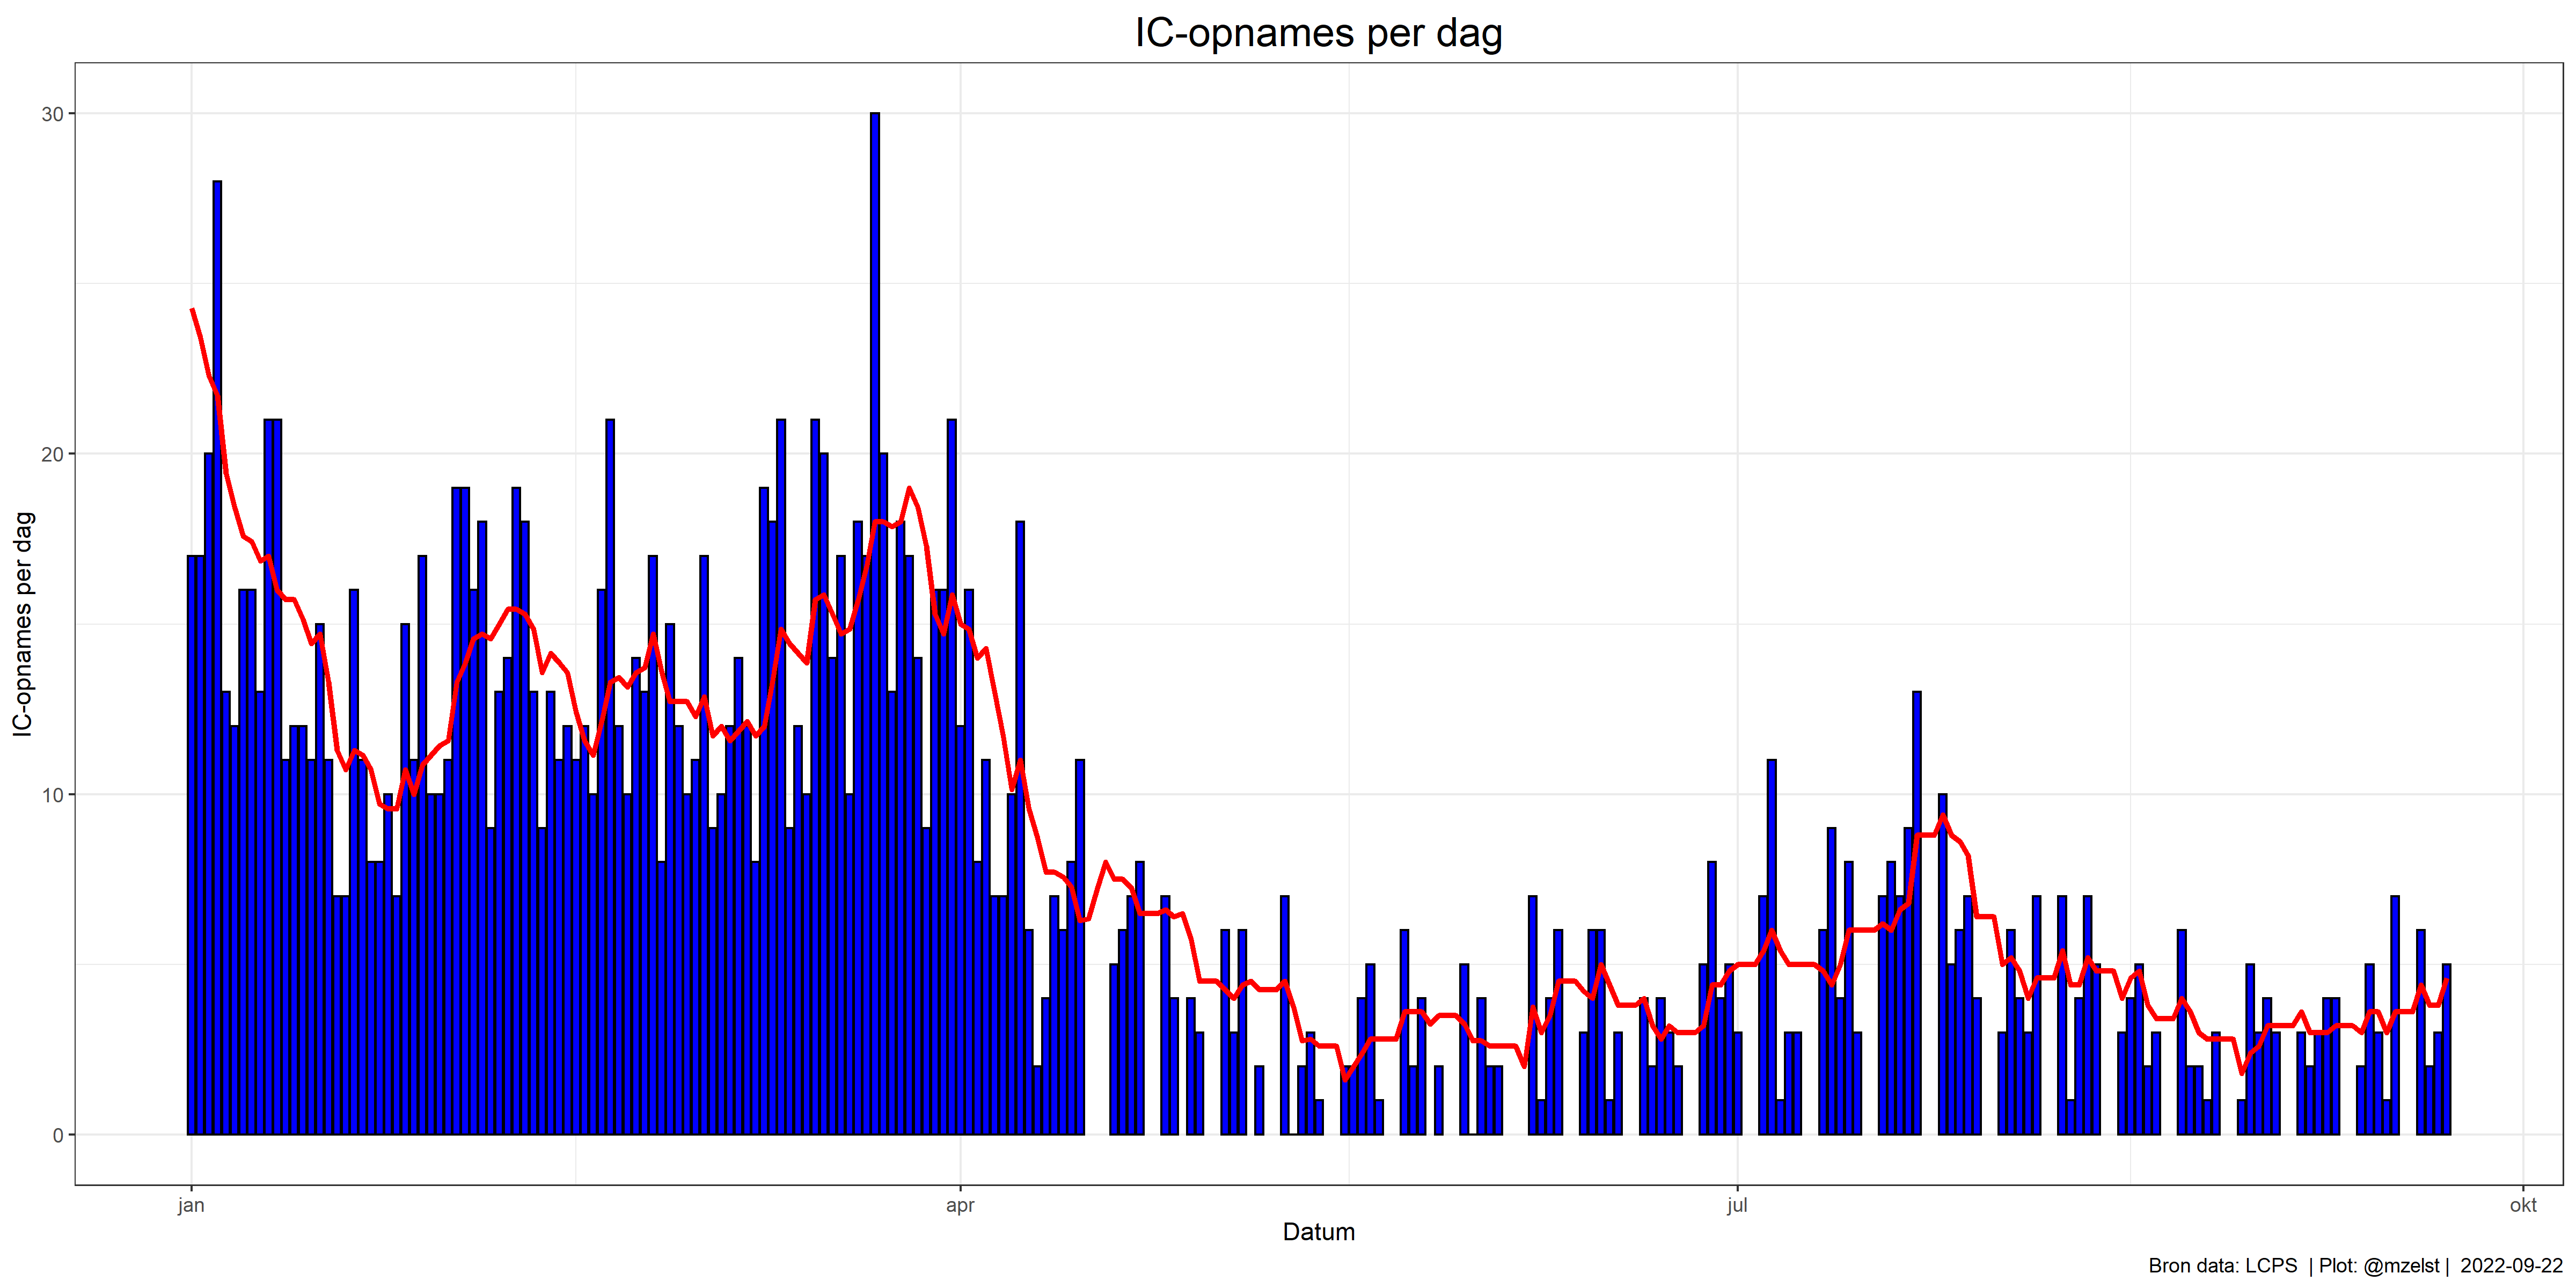 IC-opnames per dag
IC-opnames per dag
30
20
10
0
jan
apr
jul
okt
Datum
Bron data: LCPS | Plot: @mzelst | 2022-09-22